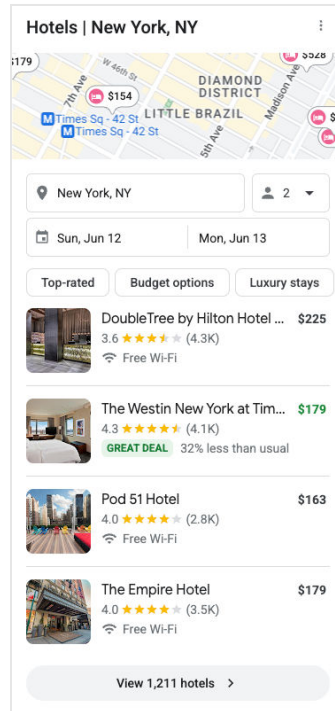 Hotels | New York, NY
$179
W 46th St
$528
DIAMOND
DISTRICT
7th Ave
$154
Madison Ave
LITTLE BRAZIL
M Times Sq - 42 St
M Times Sq - 42 St
5th Ave
New York, NY
2
Sun, Jun 12
Mon, Jun 13
Top-rated
Budget options
Luxury stays
DoubleTree by Hilton Hotel ... $225
3.6 (4.3K)
Free Wi-Fi
The Westin New York at Tim... $179
4.3 (4.1K)
GREAT DEAL 32% less than usual
Pod 51 Hotel $163
4.0 (2.8K)
Free Wi-Fi
The Empire Hotel $179
4.0 (3.5K)
Free Wi-Fi
View 1,211 hotels